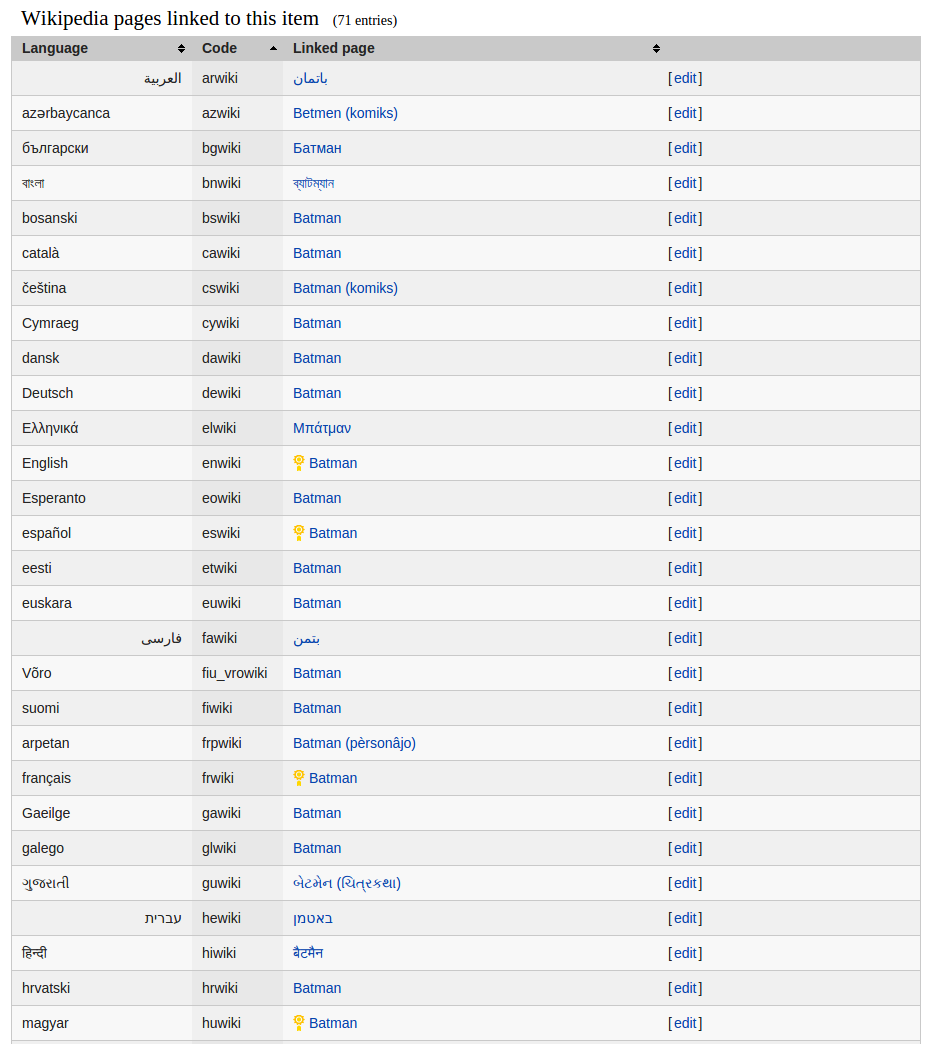 Wikipedia pages linked to this item (71 entries)
Language Code Linked page
العربية arwiki باتمان [edit]
azərbaycanca azwiki Betmen (komiks) [edit]
български bgwiki Батман [edit]
বাংলা bnwiki ব্যাটম্যান [edit]
bosanski bswiki Batman [edit]
català cawiki Batman [edit]
čeština cswiki Batman (komiks) [edit]
Cymraeg cywiki Batman [edit]
dansk dawiki Batman [edit]
Deutsch dewiki Batman [edit]
Ελληνικά elwiki Μπάτμαν [edit]
English enwiki Batman [edit]
Esperanto eowiki Batman [edit]
español eswiki Batman [edit]
eesti etwiki Batman [edit]
euskara euwiki Batman [edit]
فارسی fawiki بتمن [edit]
Võro fiu_vrowiki Batman [edit]
suomi fiwiki Batman [edit]
arpetan frpwiki Batman (pèrsonâjo) [edit]
français frwiki Batman [edit]
Gaeilge gawiki Batman [edit]
galego glwiki Batman [edit]
ગુજરાતી guwiki બેટમેન (ચિત્રકથા) [edit]
עברית hewiki באטמן [edit]
हिन्दी hiwiki बैटमैन [edit]
hrvatski hrwiki Batman [edit]
magyar huwiki Batman [edit]